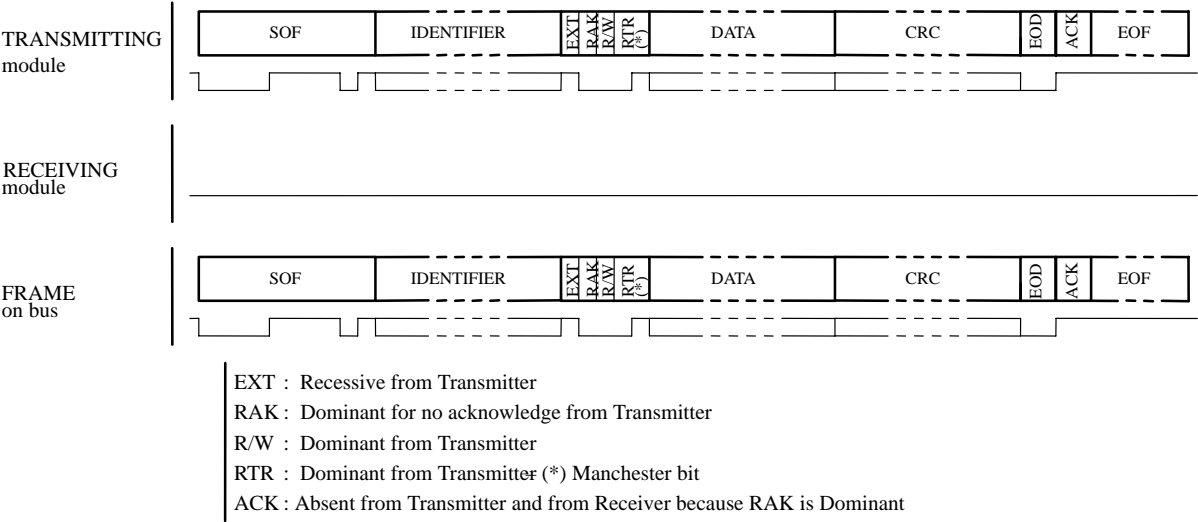 TRANSMITTING
module
SOF IDENTIFIER EXT RAK R/W RTR (*) DATA CRC EOD ACK EOF
RECEIVING
module
FRAME
on bus
SOF IDENTIFIER EXT RAK R/W RTR (*) DATA CRC EOD ACK EOF
EXT : Recessive from Transmitter
RAK : Dominant for no acknowledge from Transmitter
R/W : Dominant from Transmitter
RTR : Dominant from Transmitter (*) Manchester bit
ACK : Absent from Transmitter and from Receiver because RAK is Dominant